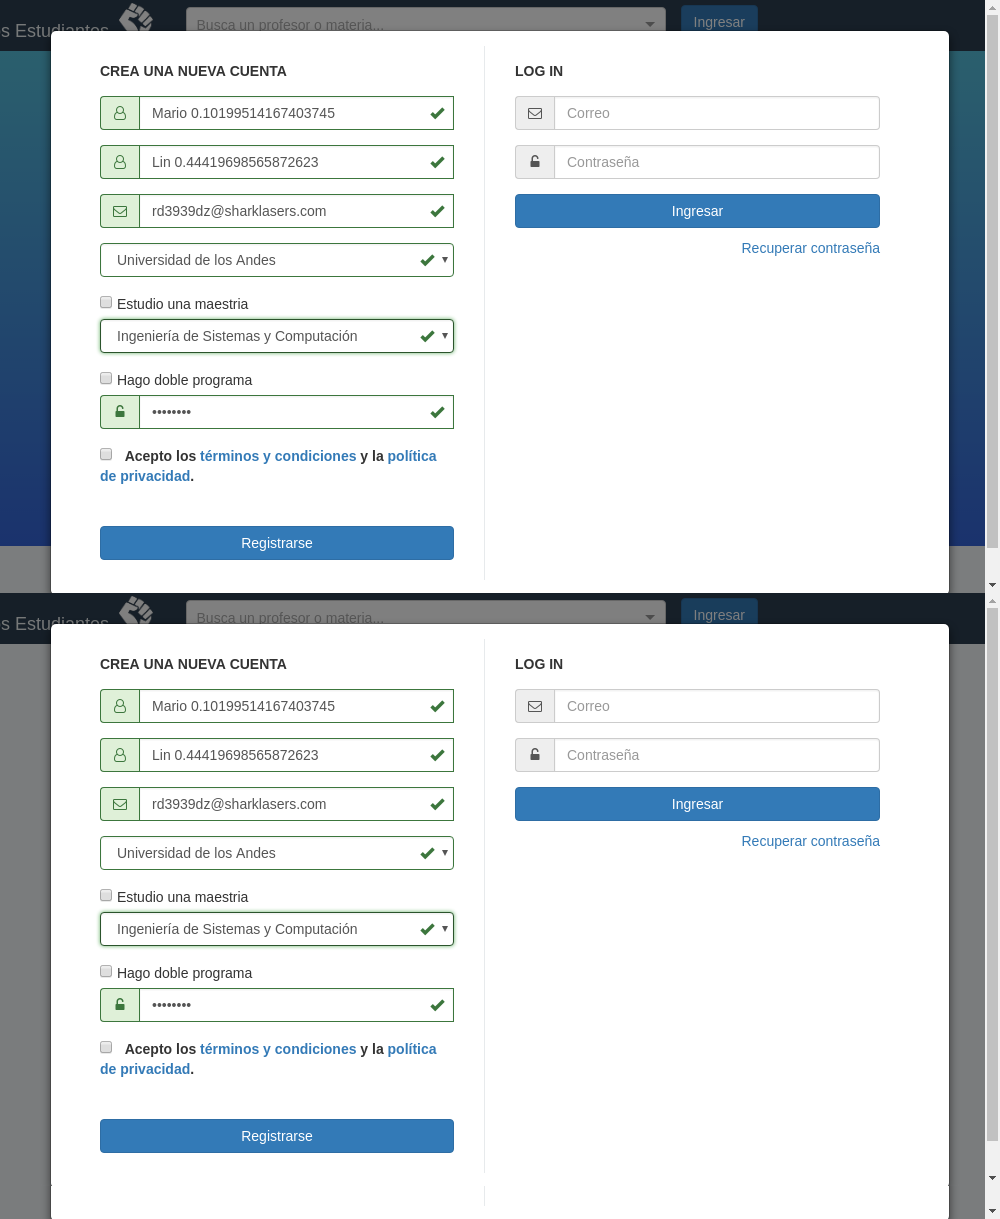 os Estudiantes
Busca un profesor o materia...
Ingresar
CREA UNA NUEVA CUENTA
LOG IN
Mario 0.10199514167403745
Correo
Lin 0.44419698565872623
Contraseña
rd3939dz@sharklasers.com
Ingresar
Universidad de los Andes
Recuperar contraseña
Estudio una maestria
Ingeniería de Sistemas y Computación
Hago doble programa
••••••••
Acepto los términos y condiciones y la política
de privacidad.
Registrarse
os Estudiantes
Busca un profesor o materia...
Ingresar
CREA UNA NUEVA CUENTA
LOG IN
Mario 0.10199514167403745
Correo
Lin 0.44419698565872623
Contraseña
rd3939dz@sharklasers.com
Ingresar
Universidad de los Andes
Recuperar contraseña
Estudio una maestria
Ingeniería de Sistemas y Computación
Hago doble programa
••••••••
Acepto los términos y condiciones y la política
de privacidad.
Registrarse